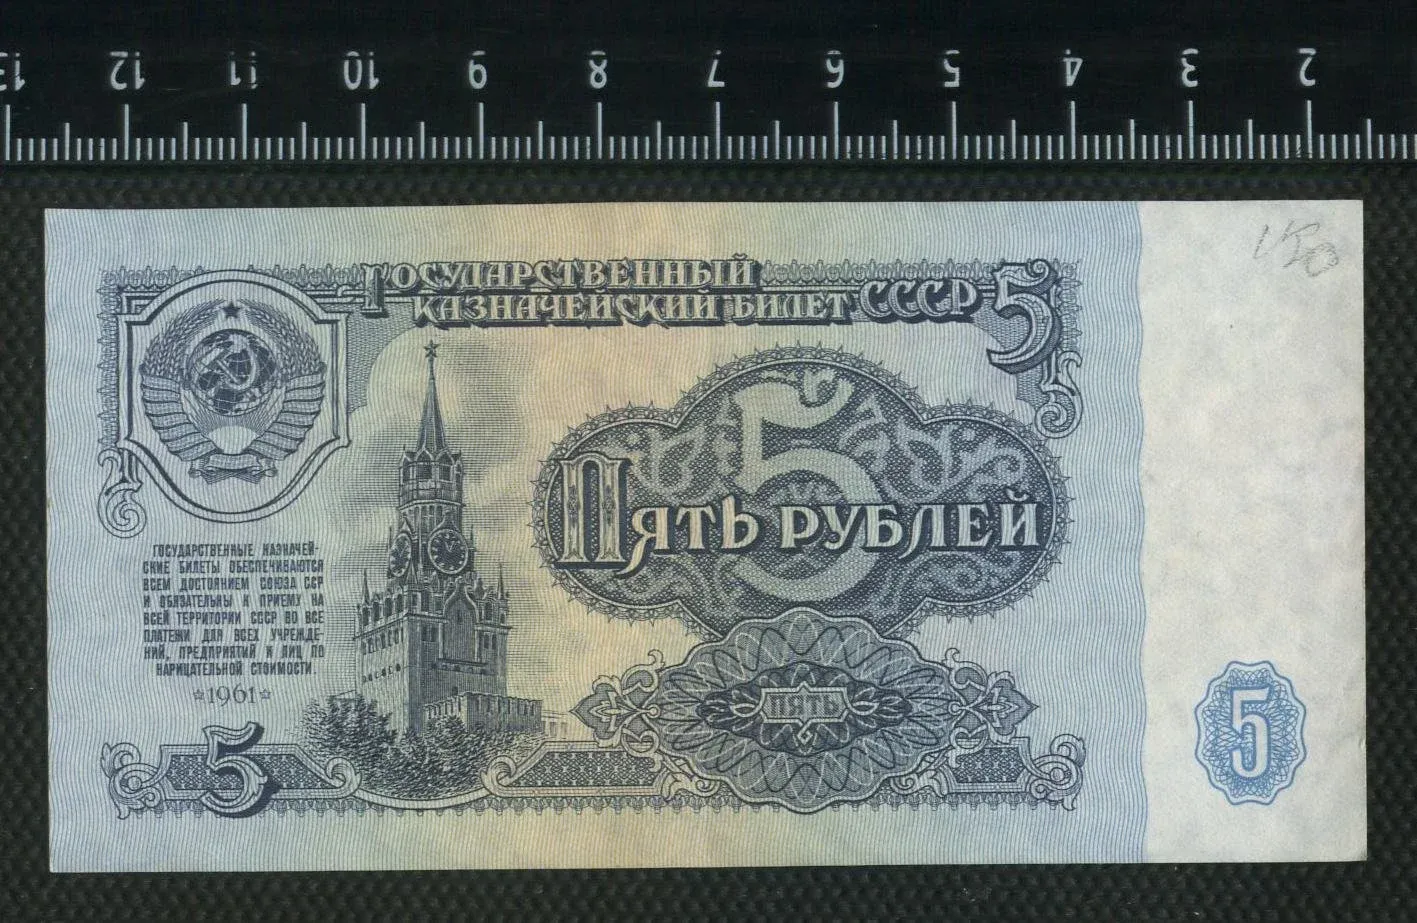 13 12 11 10 9 8 7 6 5 4 3 2
ГОСУДАРСТВЕННЫЙ
КАЗНАЧЕЙСКИЙ БИЛЕТ СССР 5
5
ПЯТЬ РУБЛЕЙ
ГОСУДАРСТВЕННЫЕ КАЗНАЧЕЙ-
СКИЕ БИЛЕТЫ ОБЕСПЕЧИВАЮТСЯ
ВСЕМ ДОСТОЯНИЕМ СОЮЗА ССР
И ОБЯЗАТЕЛЬНЫ К ПРИЕМУ НА
ВСЕЙ ТЕРРИТОРИИ СССР ВО ВСЕ
ПЛАТЕЖИ ДЛЯ ВСЕХ УЧРЕЖДЕ-
НИЙ, ПРЕДПРИЯТИЙ И ЛИЦ ПО
НАРИЦАТЕЛЬНОЙ СТОИМОСТИ.
1961
ПЯТЬ
5
5